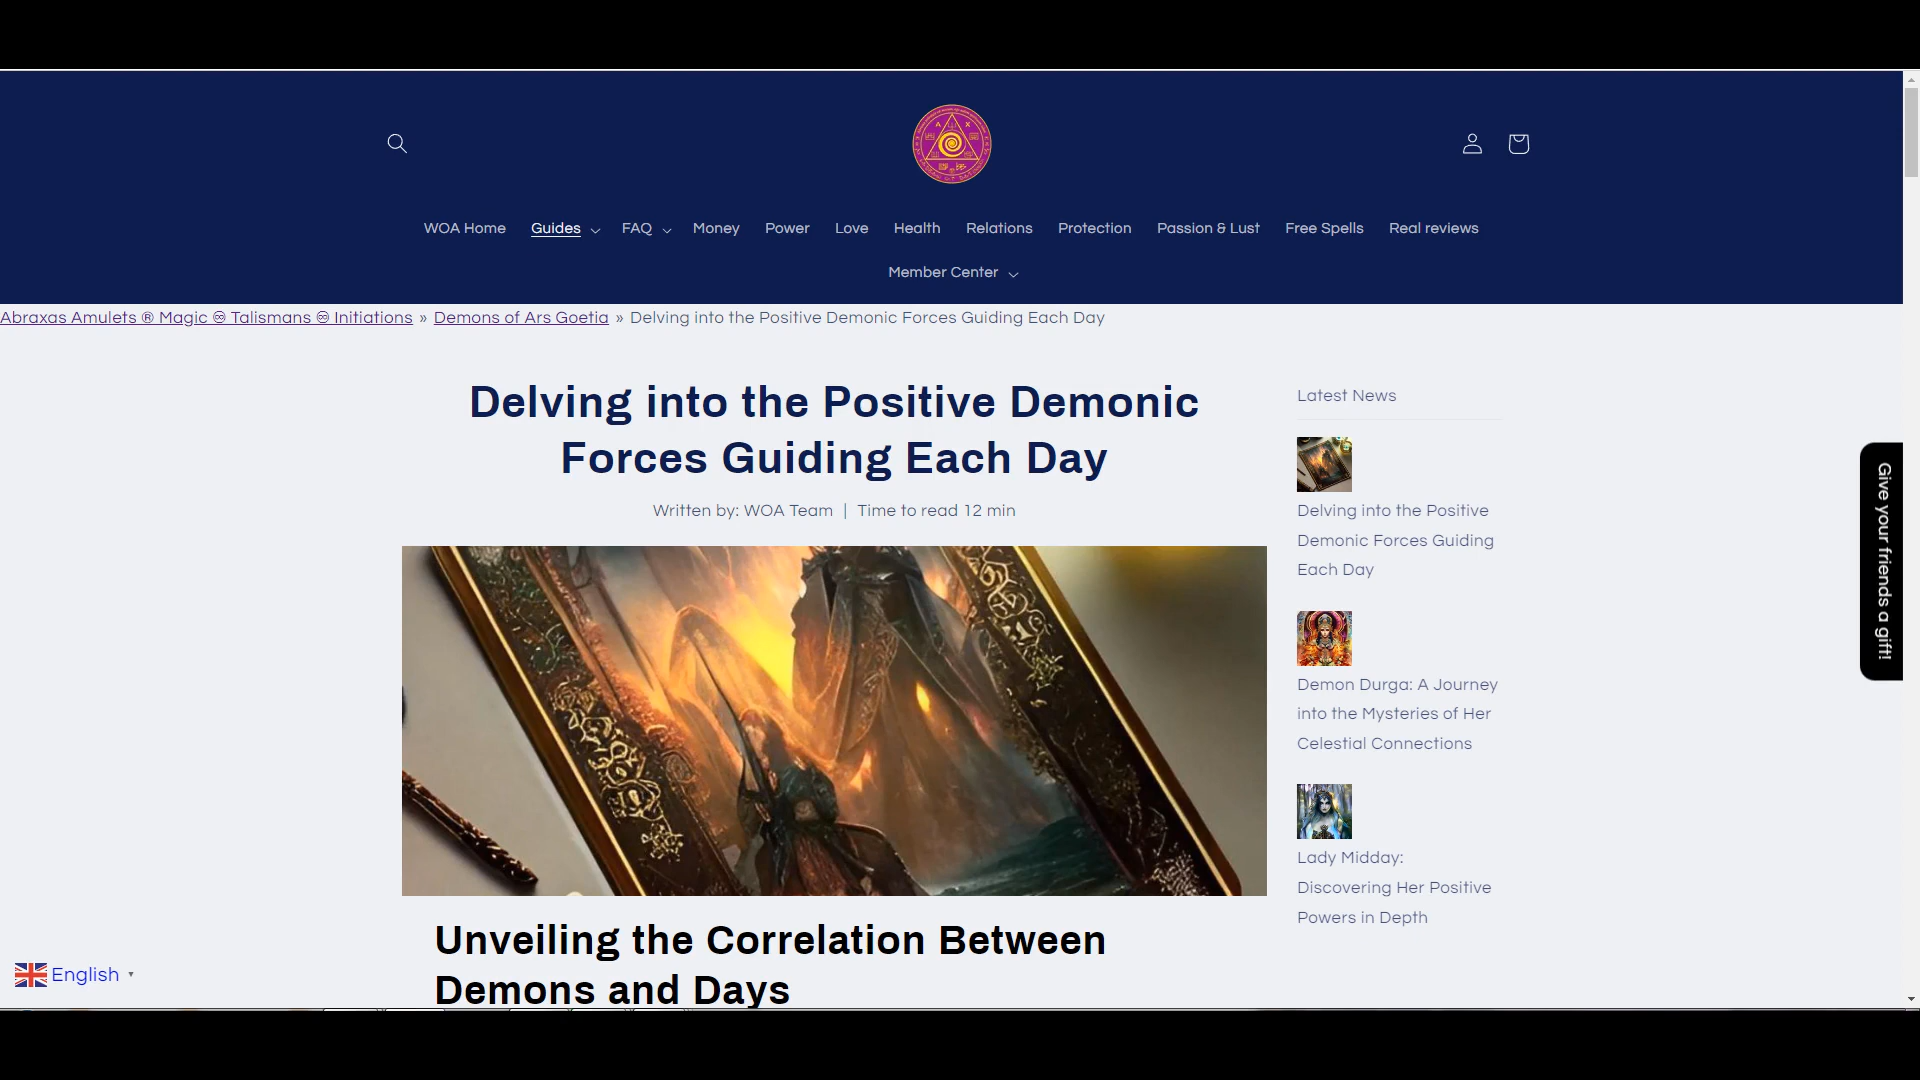 WOA Home Guides FAQ Money Power Love Health Relations Protection Passion & Lust Free Spells Real reviews
Member Center
Abraxas Amulets ® Magic ♾ Talismans ♾ Initiations » Demons of Ars Goetia » Delving into the Positive Demonic Forces Guiding Each Day
Delving into the Positive Demonic
Forces Guiding Each Day
Written by: WOA Team | Time to read 12 min
Unveiling the Correlation Between
Demons and Days
Latest News
Delving into the Positive
Demonic Forces Guiding
Each Day
Demon Durga: A Journey
into the Mysteries of Her
Celestial Connections
Lady Midday:
Discovering Her Positive
Powers in Depth
Give your friends a gift!
English